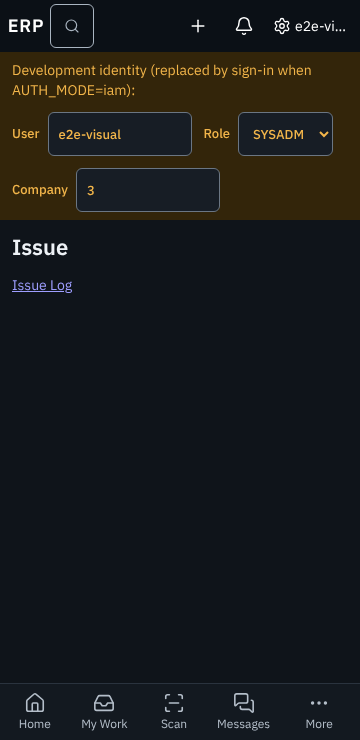 ERP
e2e-vi...
Development identity (replaced by sign-in when
AUTH_MODE=iam):
User e2e-visual Role SYSADM
Company 3
Issue
Issue Log
Home My Work Scan Messages More